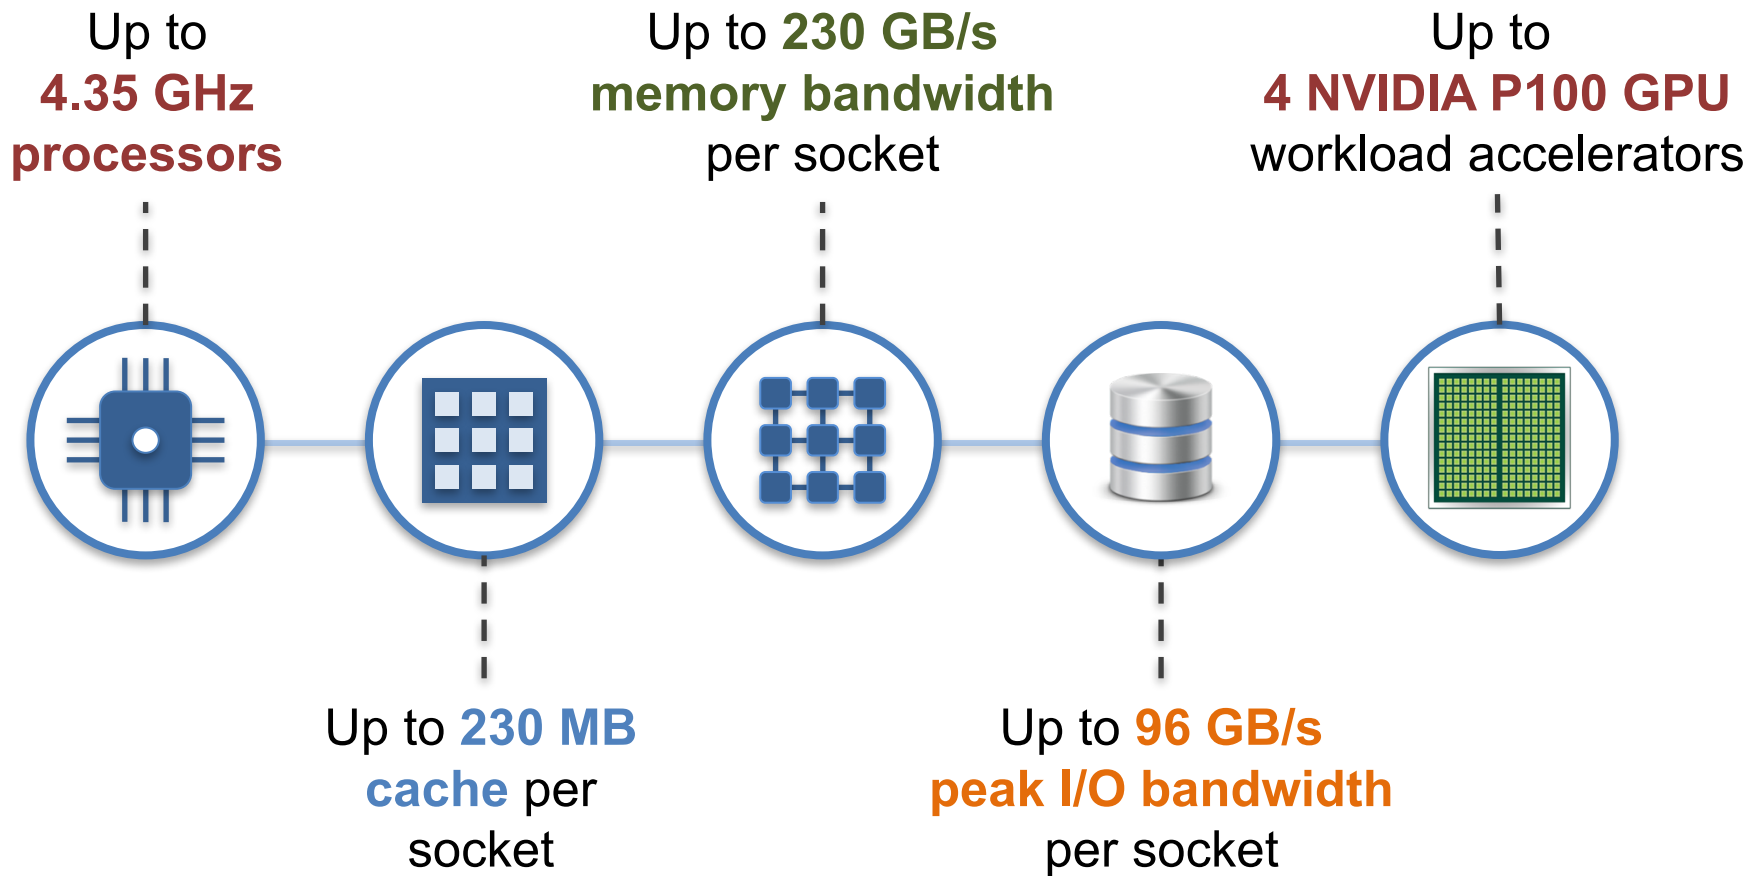 Up to
4.35 GHz
processors
Up to 230 GB/s
memory bandwidth
per socket
Up to
4 NVIDIA P100 GPU
workload accelerators
Up to 230 MB
cache per
socket
Up to 96 GB/s
peak I/O bandwidth
per socket